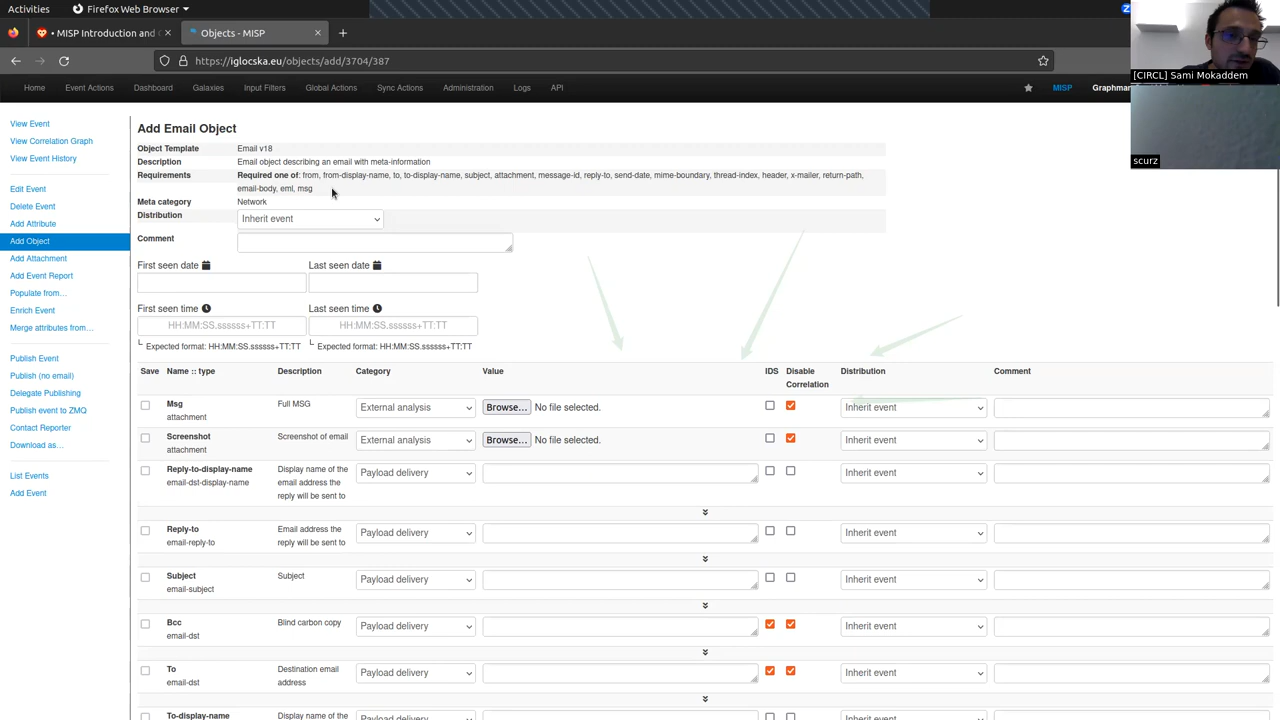 Activities
Firefox Web Browser
• MISP Introduction and
Objects - MISP
https://iglocska.eu/objects/add/3704/387
[CIRCL] Sami Mokaddem
Home Event Actions Dashboard Galaxies Input Filters Global Actions Sync Actions Administration Logs API
MISP Graphman
scurz
View Event
View Correlation Graph
View Event History
Edit Event
Delete Event
Add Attribute
Add Object
Add Attachment
Add Event Report
Populate from...
Enrich Event
Merge attributes from...
Publish Event
Publish (no email)
Delegate Publishing
Publish event to ZMQ
Contact Reporter
Download as...
List Events
Add Event
Add Email Object
Object Template Email v18
Description Email object describing an email with meta-information
Requirements Required one of: from, from-display-name, to, to-display-name, subject, attachment, message-id, reply-to, send-date, mime-boundary, thread-index, header, x-mailer, return-path,
email-body, eml, msg
Meta category Network
Distribution Inherit event
Comment
First seen date Last seen date
First seen time Last seen time
HH:MM:SS.ssssss+TT:TT HH:MM:SS.ssssss+TT:TT
Expected format: HH:MM:SS.ssssss+TT:TT Expected format: HH:MM:SS.ssssss+TT:TT
Save Name :: type Description Category Value IDS Disable Correlation Distribution Comment
Msg Full MSG External analysis Browse... No file selected. Inherit event
attachment
Screenshot Screenshot of email External analysis Browse... No file selected. Inherit event
attachment
Reply-to-display-name Display name of the Payload delivery Inherit event
email-dst-display-name email address the
reply will be sent to
Reply-to Email address the Payload delivery Inherit event
email-reply-to reply will be sent to
Subject Subject Payload delivery Inherit event
email-subject
Bcc Blind carbon copy Payload delivery Inherit event
email-dst
To Destination email Payload delivery Inherit event
email-dst address
To-display-name Display name of the Payload delivery Inherit event